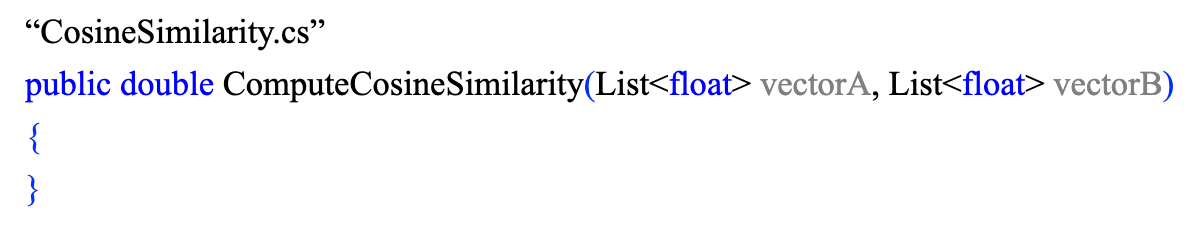 “CosineSimilarity.cs”
public double ComputeCosineSimilarity(List<float> vectorA, List<float> vectorB)
{
}